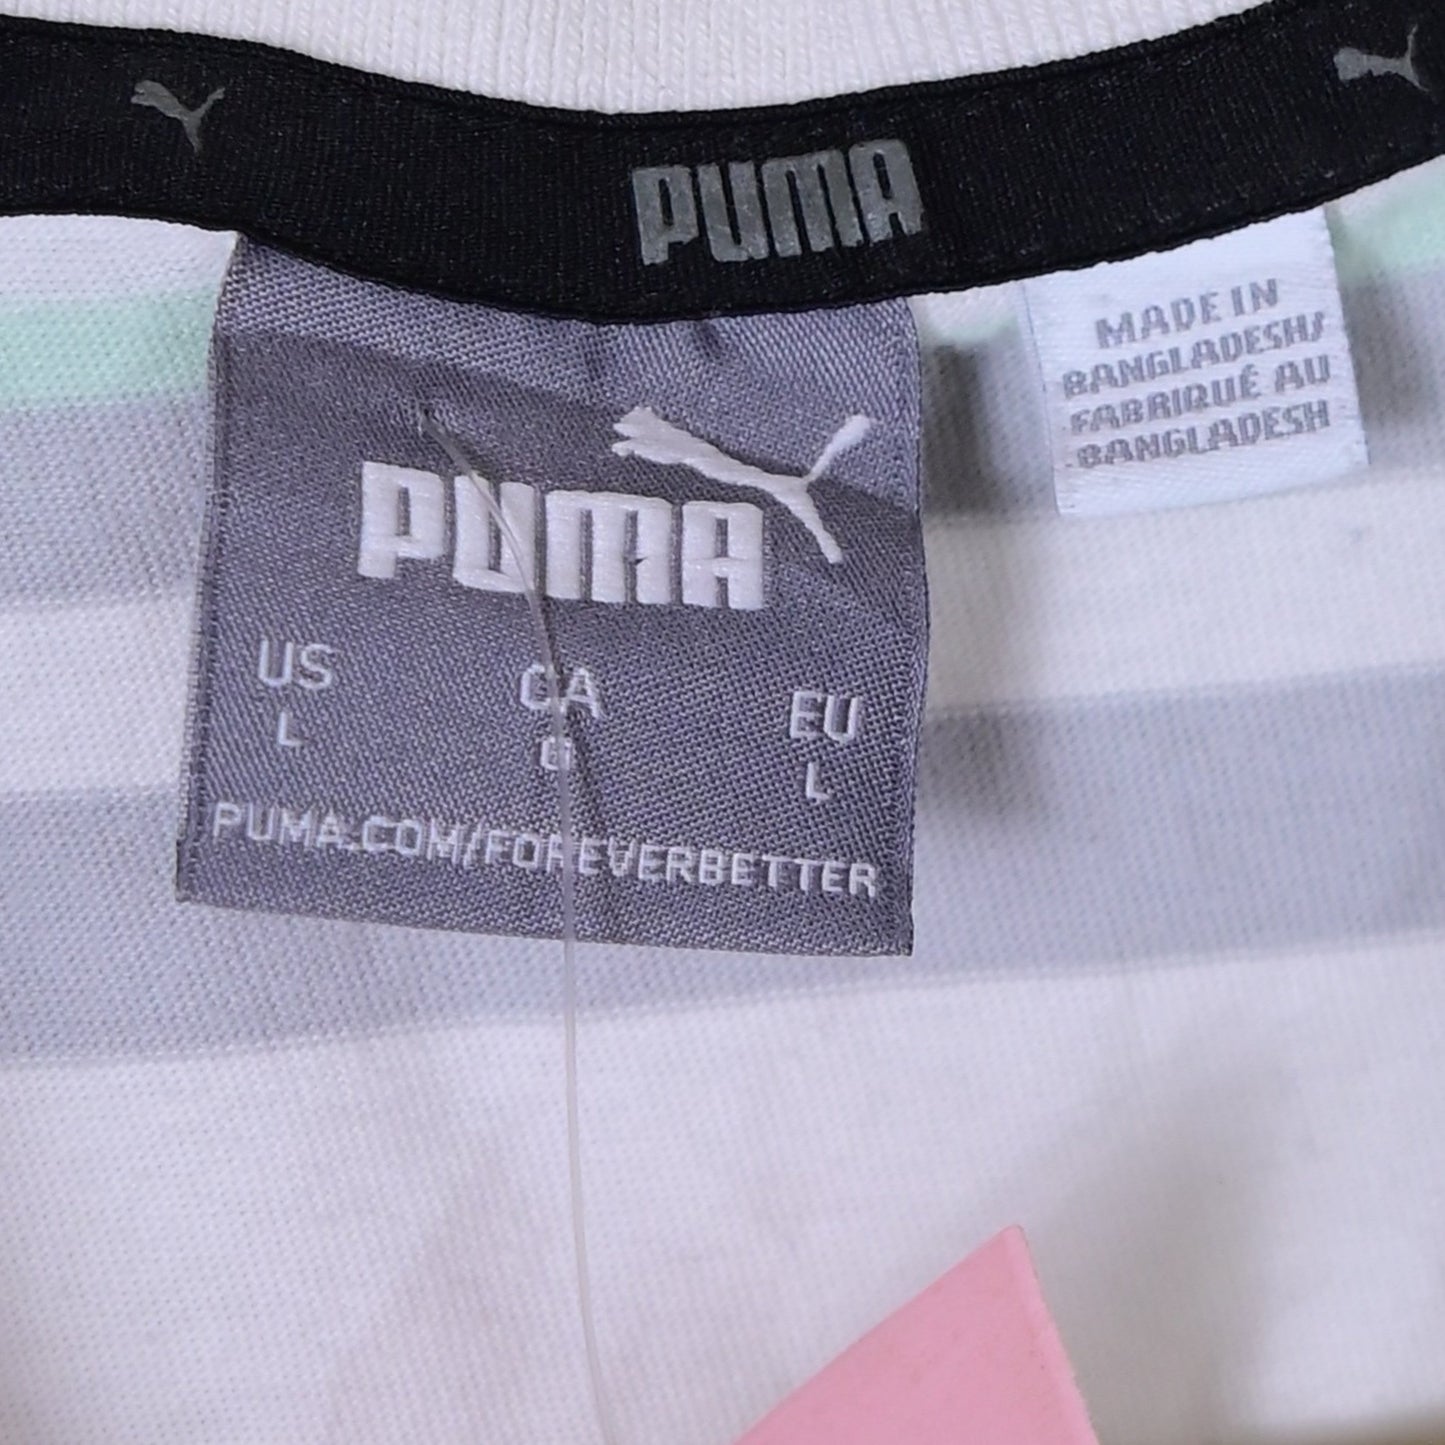 PUMA
MADE IN
BANGLADESH/
FABRIQUÉ AU
BANGLADESH
PUMA
US CA EU
L G L
PUMA.COM/FOREVERBETTER